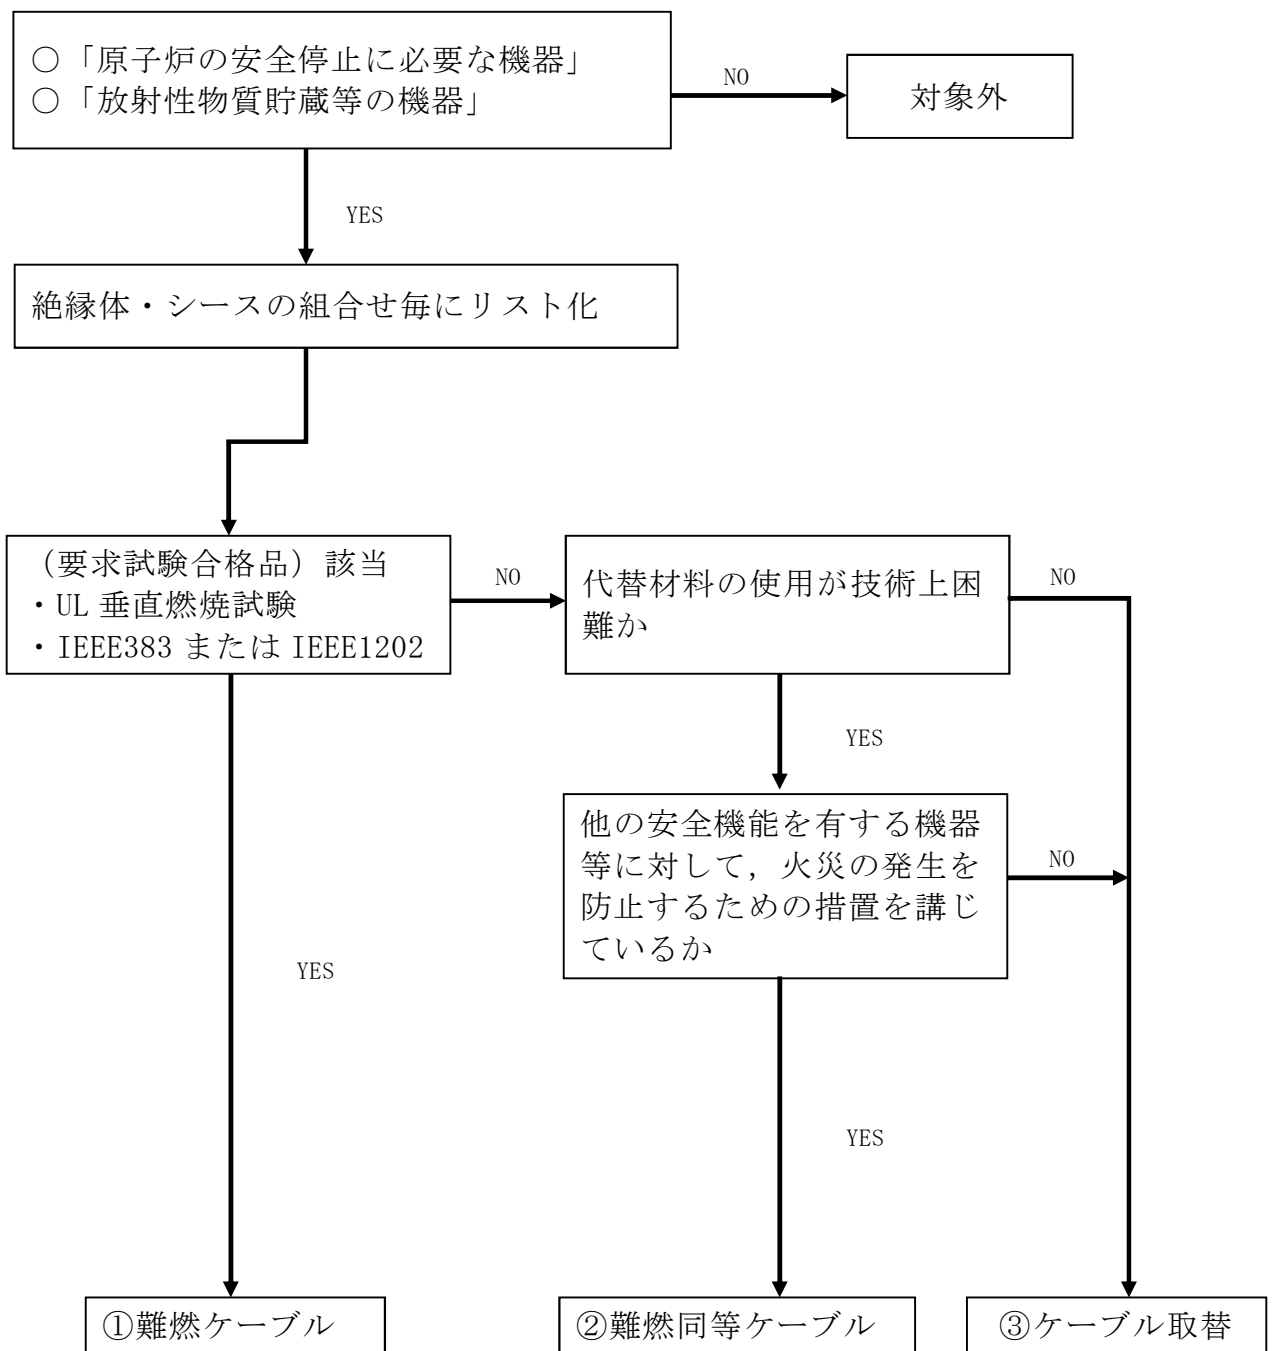 ○「原子炉の安全停止に必要な機器」
○「放射性物質貯蔵等の機器」
NO
対象外
YES
絶縁体・シースの組合せ毎にリスト化
（要求試験合格品）該当
・UL 垂直燃焼試験
・IEEE383 または IEEE1202
NO
代替材料の使用が技術上困
難か
NO
YES
他の安全機能を有する機器
等に対して，火災の発生を
防止するための措置を講じ
ているか
NO
YES
YES
①難燃ケーブル
②難燃同等ケーブル
③ケーブル取替